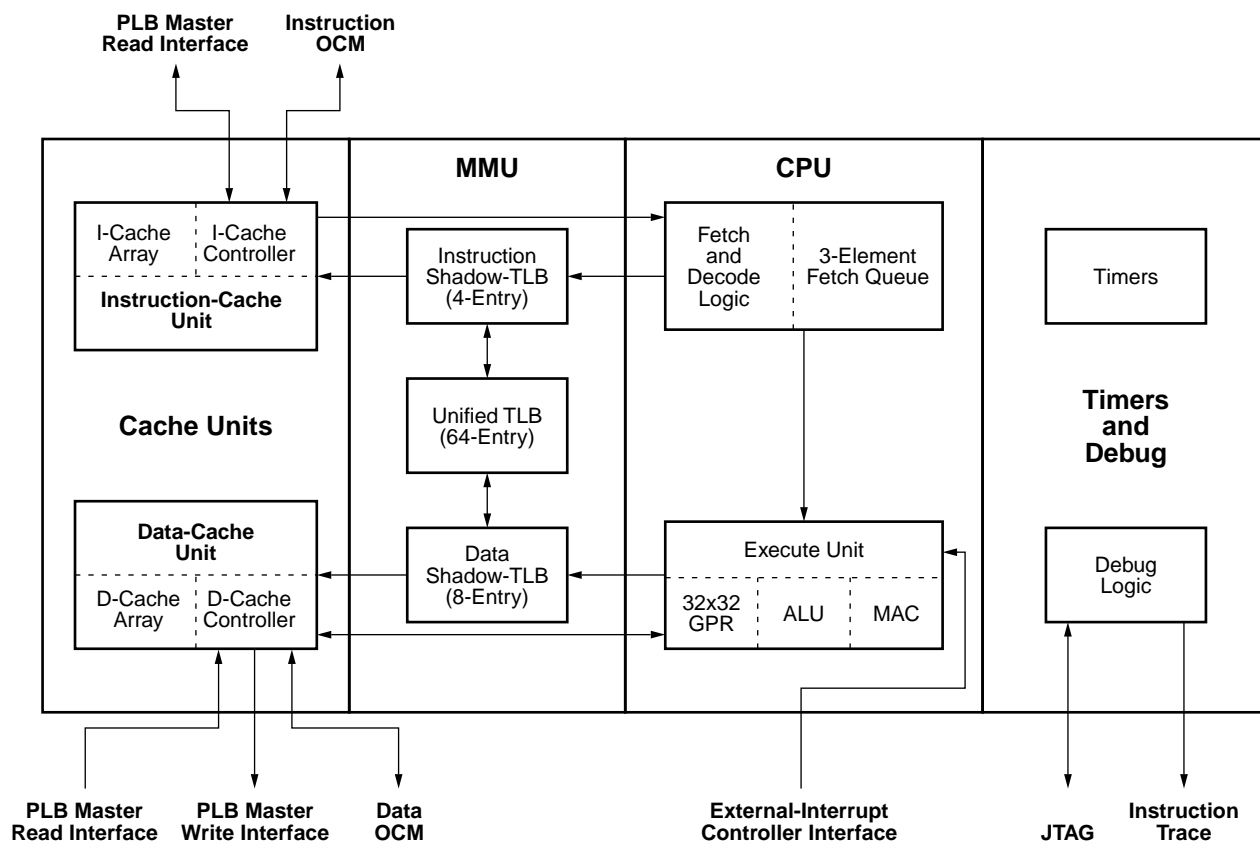 PLB Master
Read Interface
Instruction
OCM
MMU
CPU
I-Cache
Array
I-Cache
Controller
Instruction-Cache
Unit
Instruction
Shadow-TLB
(4-Entry)
Fetch
and
Decode
Logic
3-Element
Fetch Queue
Timers
Cache Units
Unified TLB
(64-Entry)
Timers
and
Debug
Data-Cache
Unit
D-Cache
Array
D-Cache
Controller
Data
Shadow-TLB
(8-Entry)
Execute Unit
32x32
GPR
ALU
MAC
Debug
Logic
PLB Master
Read Interface
PLB Master
Write Interface
Data
OCM
External-Interrupt
Controller Interface
JTAG
Instruction
Trace